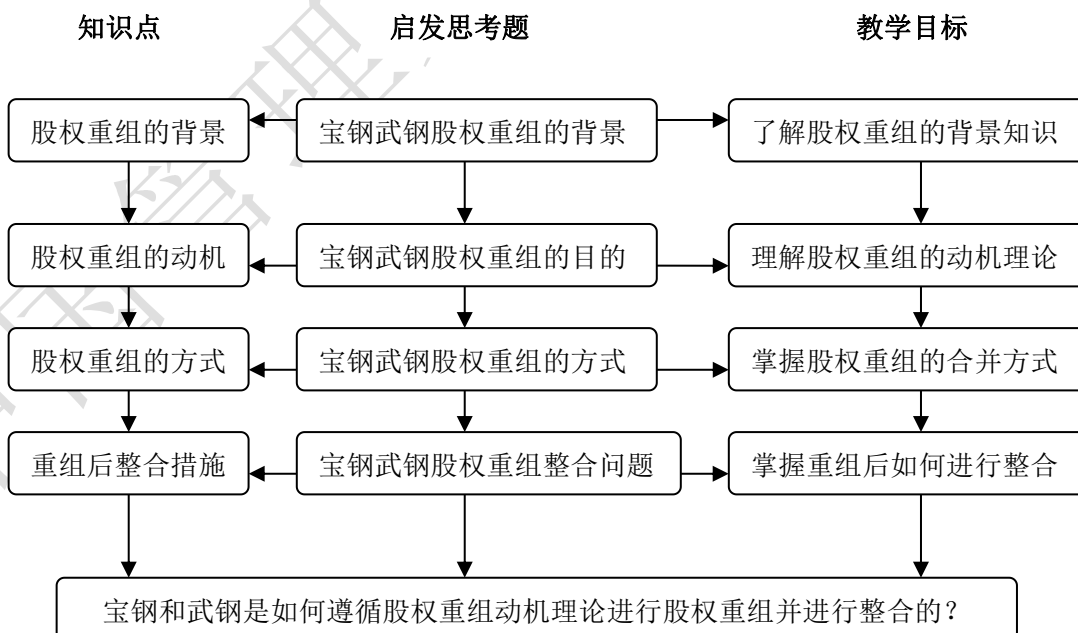 知识点 启发思考题 教学目标
股权重组的背景 宝钢武钢股权重组的背景 了解股权重组的背景知识
股权重组的动机 宝钢武钢股权重组的目的 理解股权重组的动机理论
股权重组的方式 宝钢武钢股权重组的方式 掌握股权重组的合并方式
重组后整合措施 宝钢武钢股权重组整合问题 掌握重组后如何进行整合
宝钢和武钢是如何遵循股权重组动机理论进行股权重组并进行整合的？